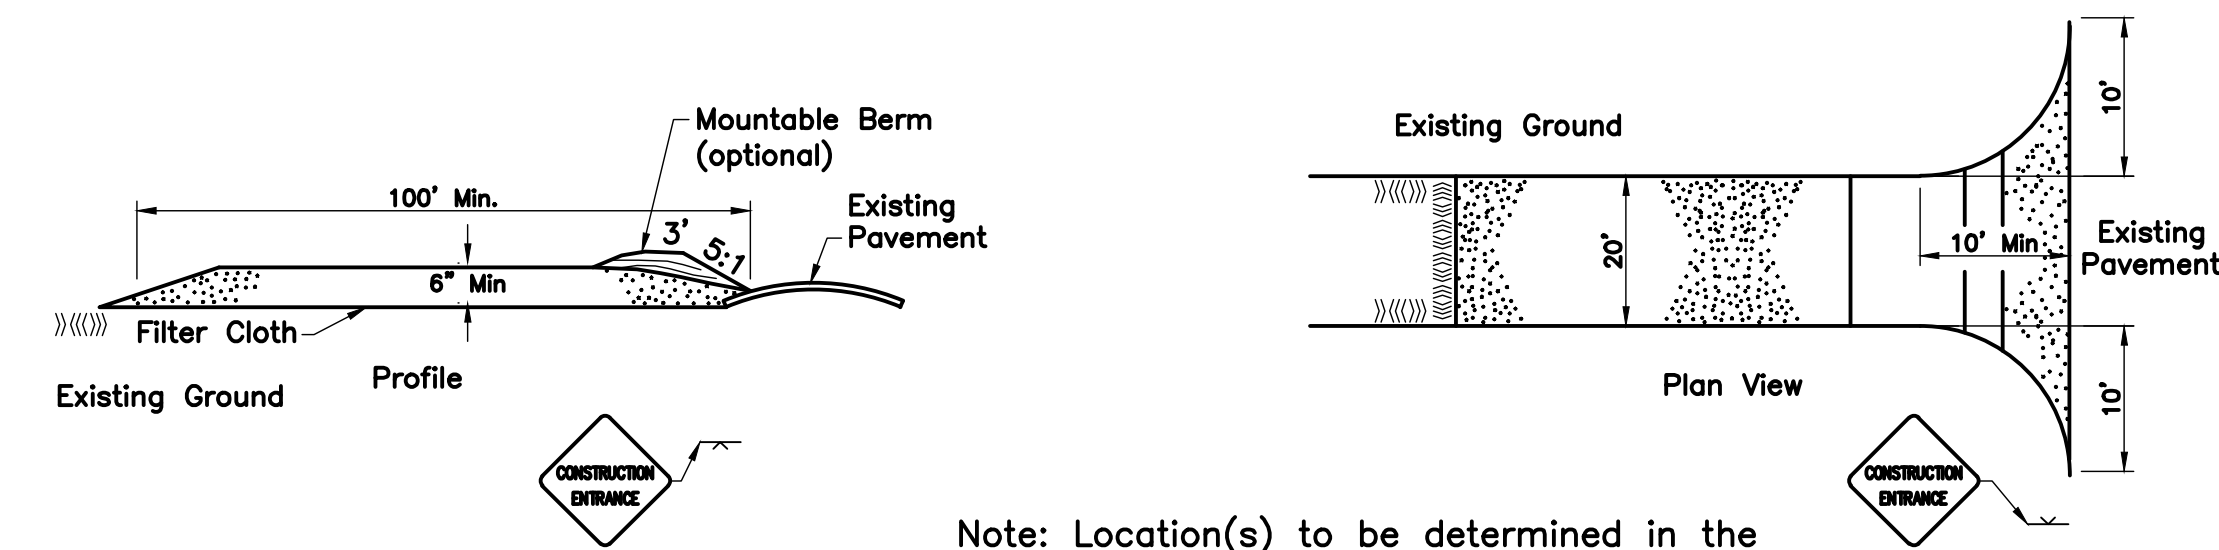 Mountable Berm
(optional)
100' Min.
3'
5:1
Existing
Pavement
6" Min
Filter Cloth
Existing Ground
Profile
CONSTRUCTION
ENTRANCE
Existing Ground
10'
20'
10' Min
Existing
Pavement
10'
Plan View
CONSTRUCTION
ENTRANCE
Note: Location(s) to be determined in the